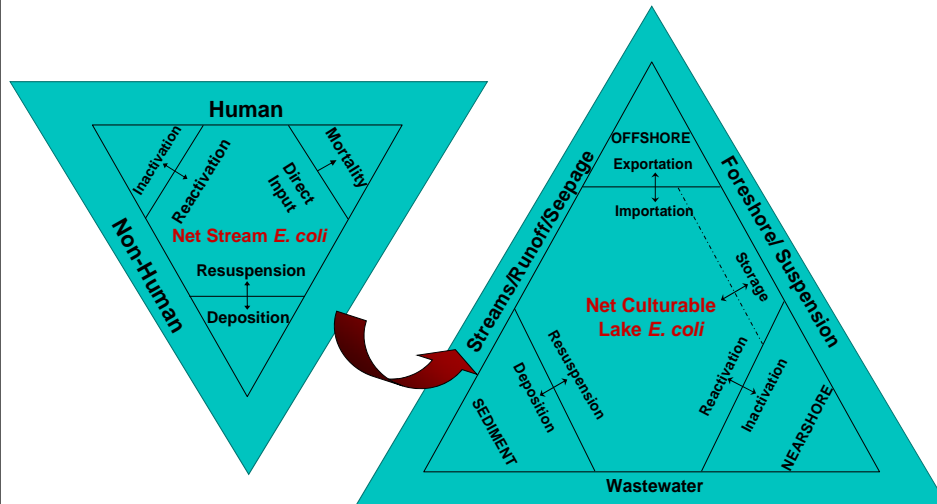 Human
Non-Human
Inactivation
Reactivation
Direct
Input
Mortality
Net Stream E. coli
Resuspension
Deposition
Streams/Runoff/Seepage
Foreshore/ Suspension
OFFSHORE
Exportation
Importation
Storage
Net Culturable
Lake E. coli
Resuspension
Deposition
SEDIMENT
Reactivation
Inactivation
NEARSHORE
Wastewater